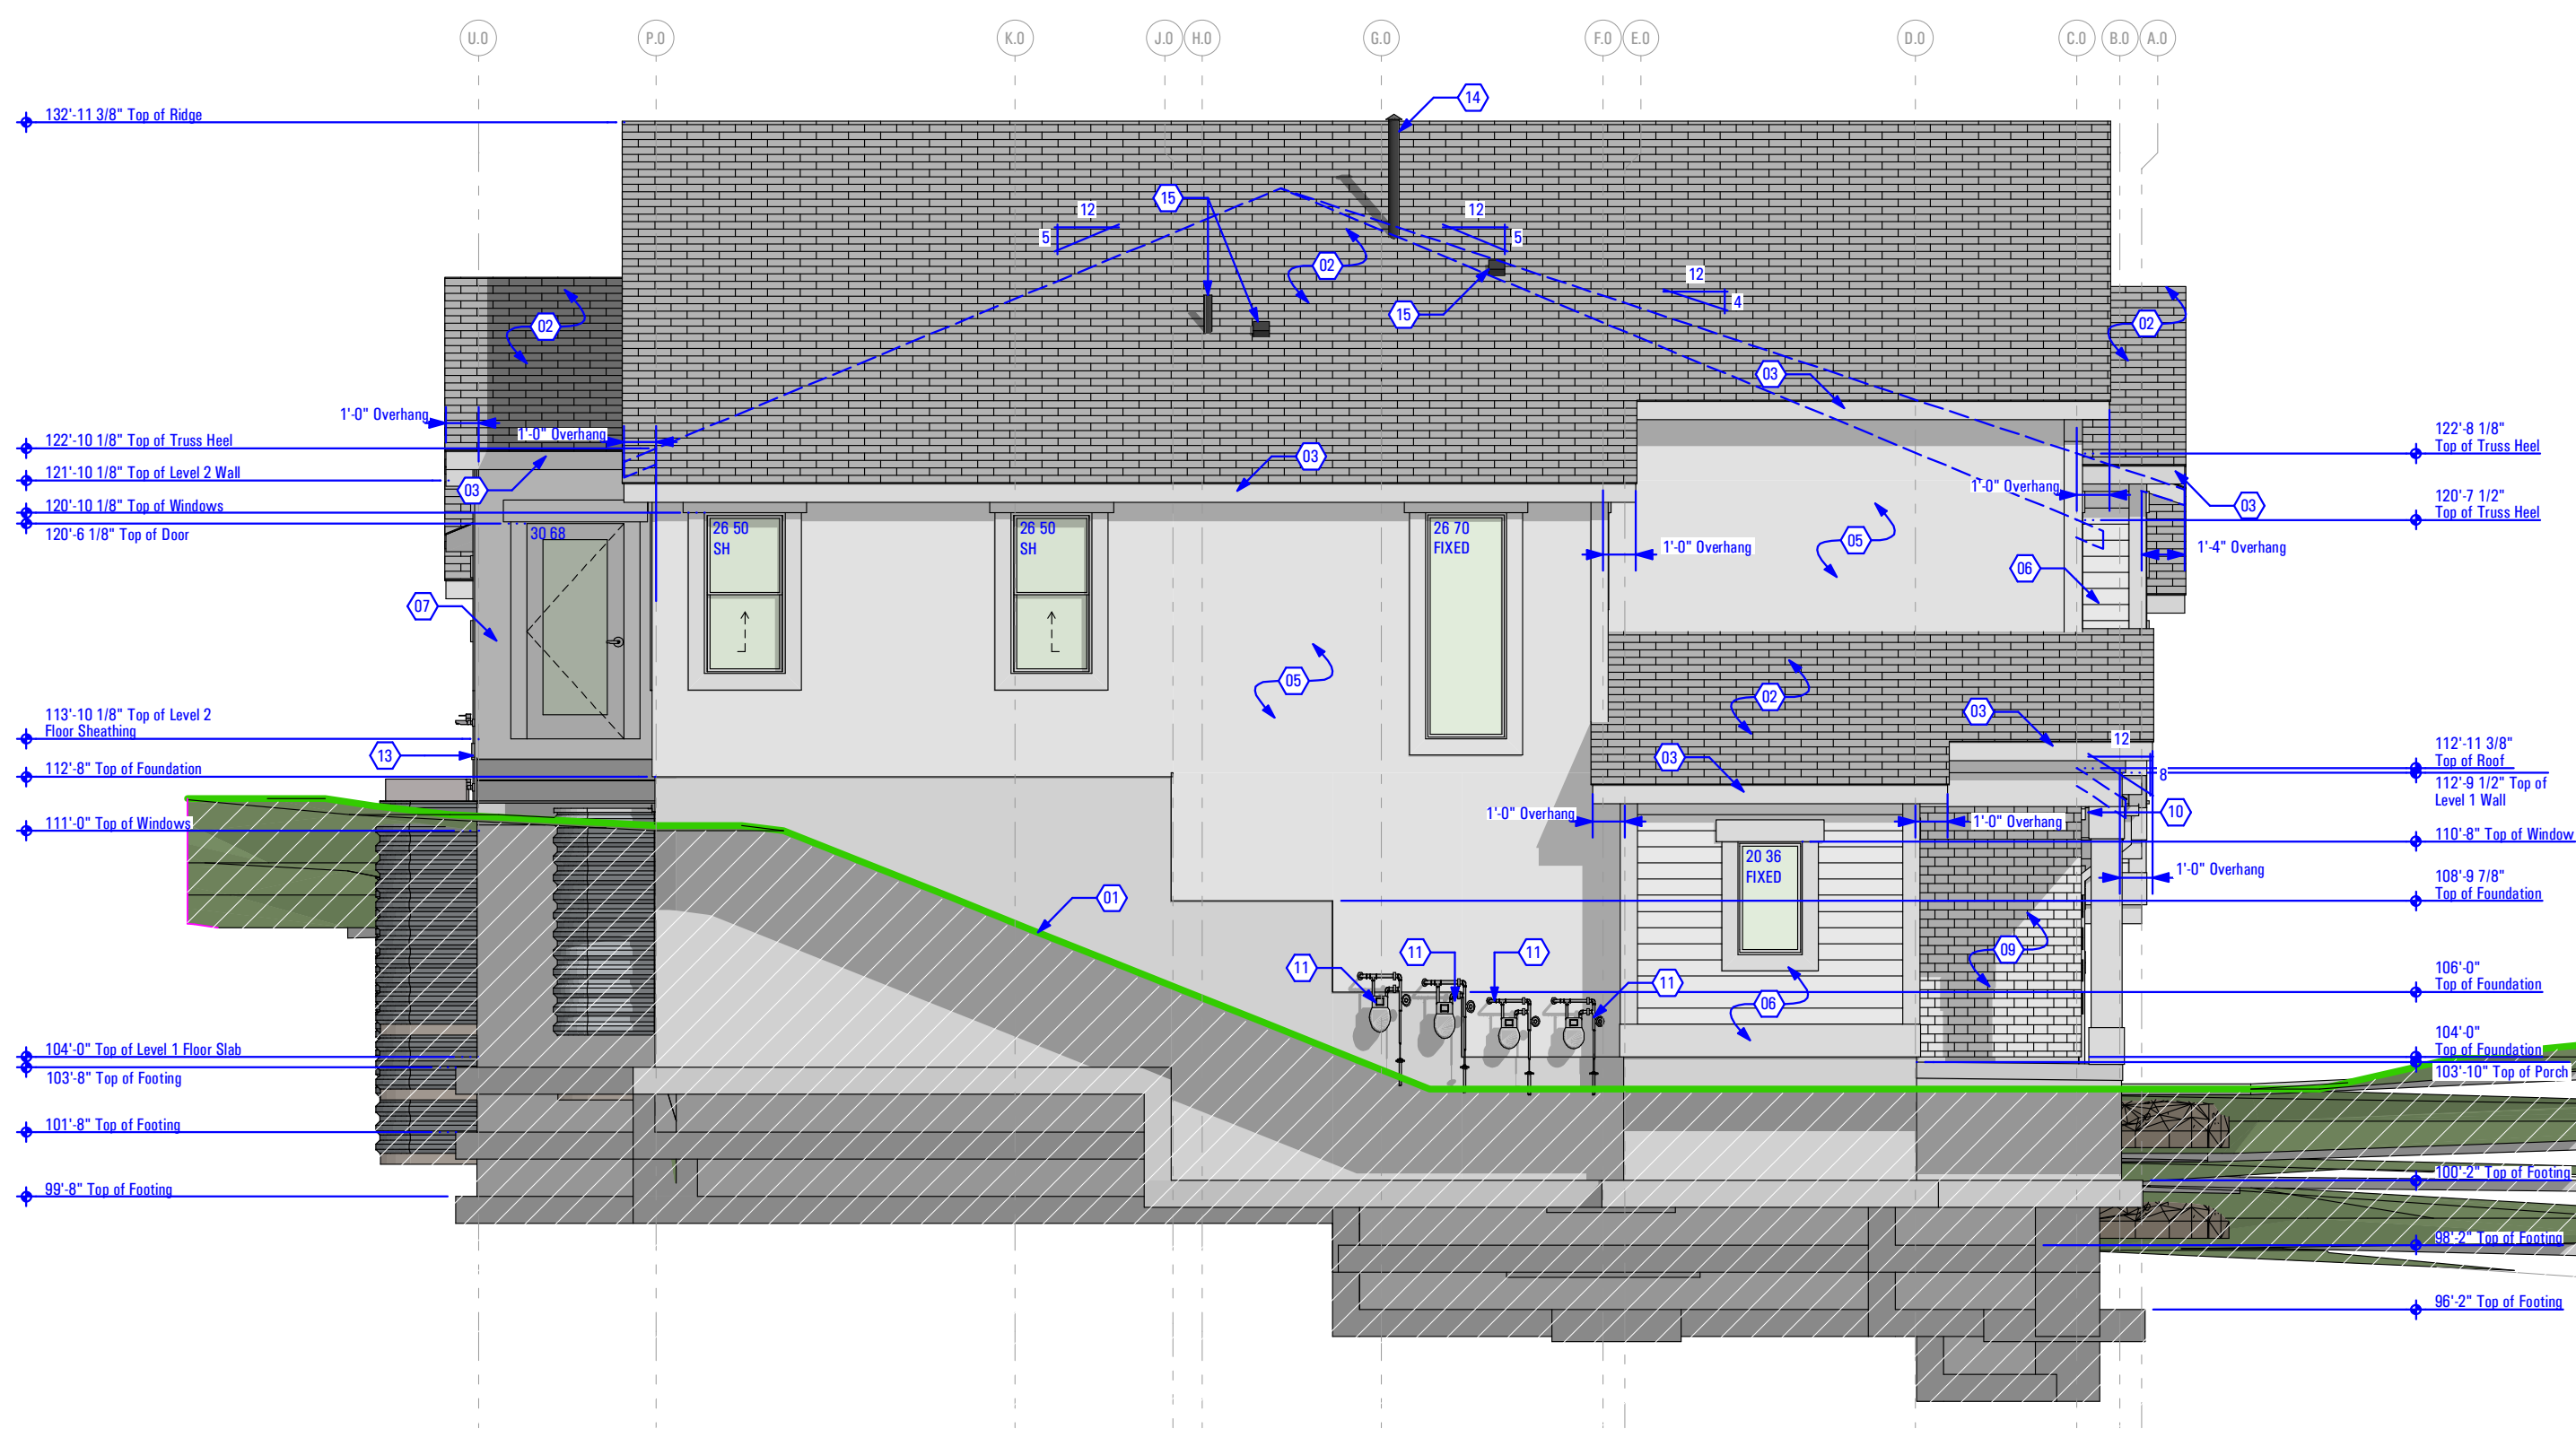 U.0 P.0 K.0 J.0 H.0 G.0 F.0 E.0 D.0 C.0 B.0 A.0
14
132'-11 3/8" Top of Ridge
15
12
5
12
5
02
12
4
15
02
02
03
1'-0" Overhang
122'-10 1/8" Top of Truss Heel
1'-0" Overhang
121'-10 1/8" Top of Level 2 Wall
03
03
120'-10 1/8" Top of Windows
120'-6 1/8" Top of Door
30 68
26 50
SH
26 50
SH
26 70
FIXED
122'-8 1/8"
Top of Truss Heel
1'-0" Overhang
120'-7 1/2"
Top of Truss Heel
03
05
1'-0" Overhang
1'-4" Overhang
06
07
05
02
03
113'-10 1/8" Top of Level 2
Floor Sheathing
13
112'-8" Top of Foundation
03
12
8
112'-11 3/8"
Top of Roof
112'-9 1/2" Top of
Level 1 Wall
10
111'-0" Top of Windows
1'-0" Overhang
1'-0" Overhang
110'-8" Top of Window
20 36
FIXED
1'-0" Overhang
108'-9 7/8"
Top of Foundation
01
11
11
11
11
09
06
106'-0"
Top of Foundation
104'-0" Top of Level 1 Floor Slab
103'-8" Top of Footing
104'-0"
Top of Foundation
103'-10" Top of Porch
101'-8" Top of Footing
100'-2" Top of Footing
99'-8" Top of Footing
98'-2" Top of Footing
96'-2" Top of Footing